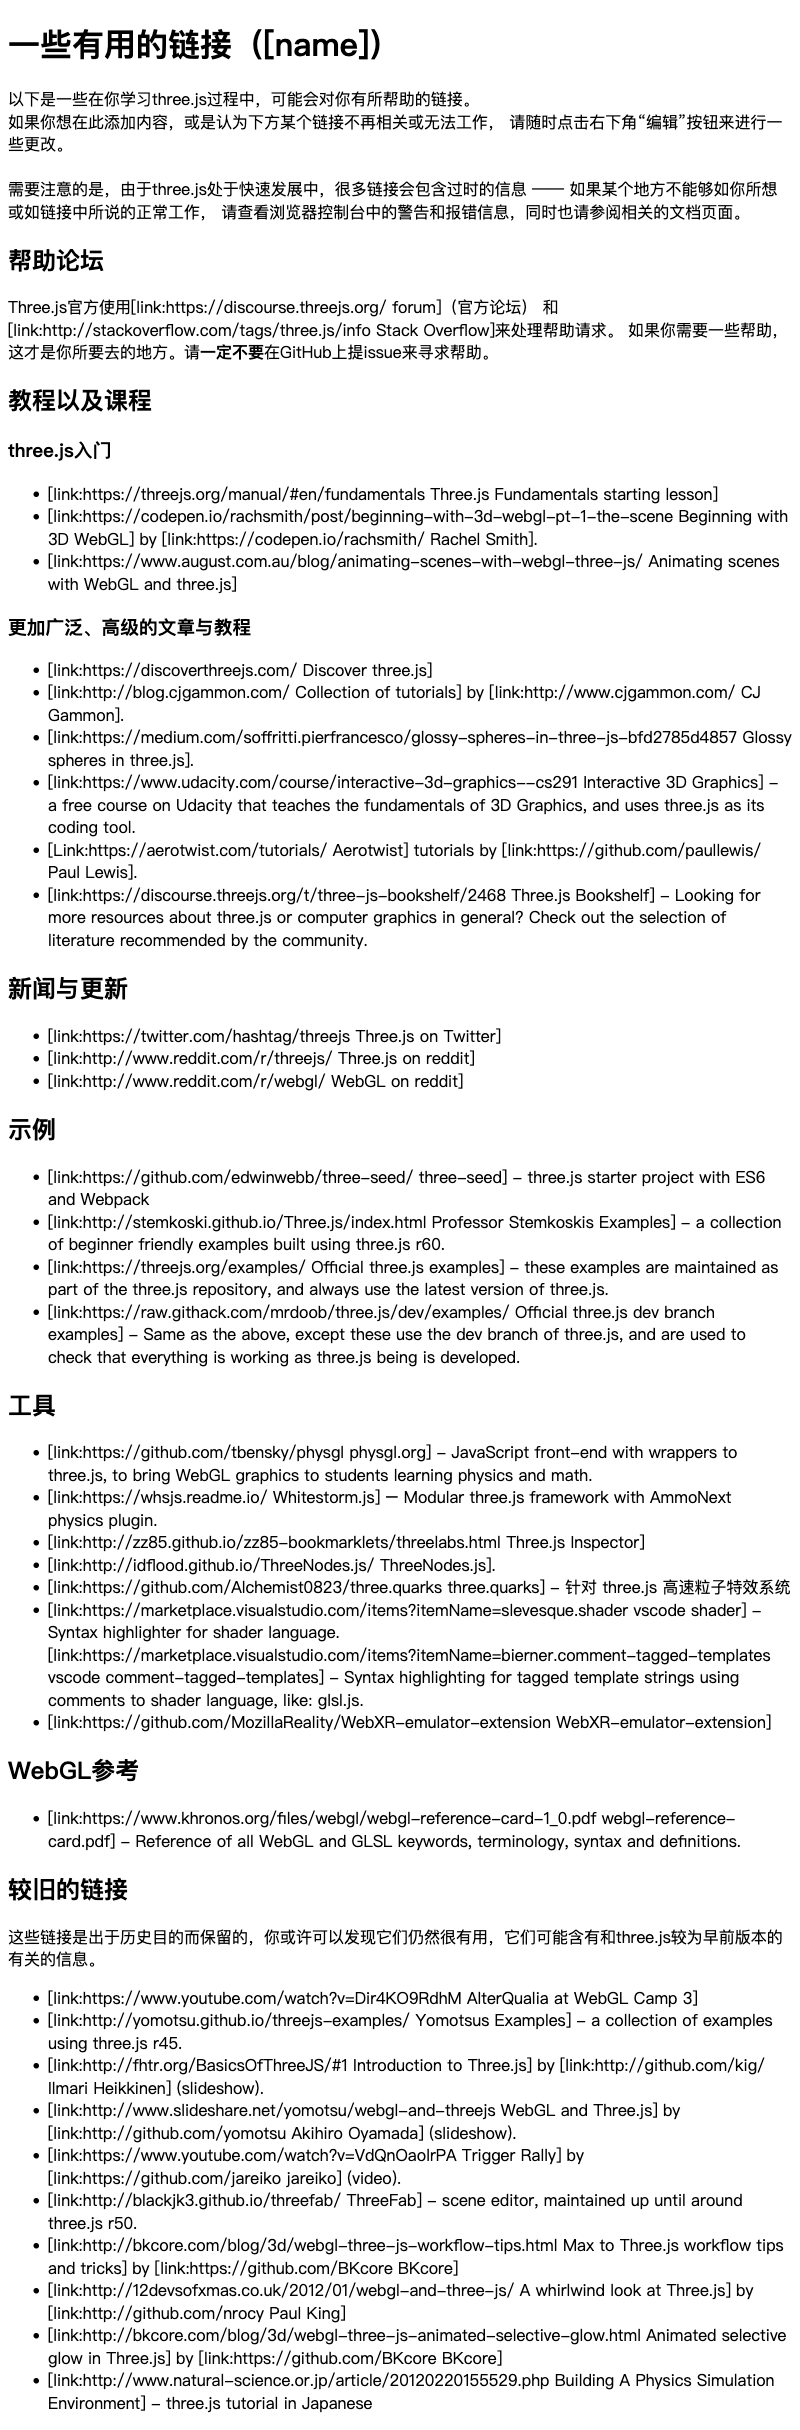 一些有用的链接（[name]）
以下是一些在你学习three.js过程中，可能会对你有所帮助的链接。
如果你想在此添加内容，或是认为下方某个链接不再相关或无法工作， 请随时点击右下角“编辑”按钮来进行一
些更改。
需要注意的是，由于three.js处于快速发展中，很多链接会包含过时的信息 —— 如果某个地方不能够如你所想
或如链接中所说的正常工作， 请查看浏览器控制台中的警告和报错信息，同时也请参阅相关的文档页面。
帮助论坛
Three.js官方使用[link:https://discourse.threejs.org/ forum]（官方论坛） 和
[link:http://stackoverflow.com/tags/three.js/info Stack Overflow]来处理帮助请求。 如果你需要一些帮助，
这才是你所要去的地方。请一定不要在GitHub上提issue来寻求帮助。
教程以及课程
three.js入门
• [link:https://threejs.org/manual/#en/fundamentals Three.js Fundamentals starting lesson]
• [link:https://codepen.io/rachsmith/post/beginning-with-3d-webgl-pt-1-the-scene Beginning with
3D WebGL] by [link:https://codepen.io/rachsmith/ Rachel Smith].
• [link:https://www.august.com.au/blog/animating-scenes-with-webgl-three-js/ Animating scenes
with WebGL and three.js]
更加广泛、高级的文章与教程
• [link:https://discoverthreejs.com/ Discover three.js]
• [link:http://blog.cjgammon.com/ Collection of tutorials] by [link:http://www.cjgammon.com/ CJ
Gammon].
• [link:https://medium.com/soffritti.pierfrancesco/glossy-spheres-in-three-js-bfd2785d4857 Glossy
spheres in three.js].
• [link:https://www.udacity.com/course/interactive-3d-graphics--cs291 Interactive 3D Graphics] -
a free course on Udacity that teaches the fundamentals of 3D Graphics, and uses three.js as its
coding tool.
• [Link:https://aerotwist.com/tutorials/ Aerotwist] tutorials by [link:https://github.com/paullewis/
Paul Lewis].
• [link:https://discourse.threejs.org/t/three-js-bookshelf/2468 Three.js Bookshelf] - Looking for
more resources about three.js or computer graphics in general? Check out the selection of
literature recommended by the community.
新闻与更新
• [link:https://twitter.com/hashtag/threejs Three.js on Twitter]
• [link:http://www.reddit.com/r/threejs/ Three.js on reddit]
• [link:http://www.reddit.com/r/webgl/ WebGL on reddit]
示例
• [link:https://github.com/edwinwebb/three-seed/ three-seed] - three.js starter project with ES6
and Webpack
• [link:http://stemkoski.github.io/Three.js/index.html Professor Stemkoskis Examples] - a collection
of beginner friendly examples built using three.js r60.
• [link:https://threejs.org/examples/ Official three.js examples] - these examples are maintained as
part of the three.js repository, and always use the latest version of three.js.
• [link:https://raw.githack.com/mrdoob/three.js/dev/examples/ Official three.js dev branch
examples] - Same as the above, except these use the dev branch of three.js, and are used to
check that everything is working as three.js being is developed.
工具
• [link:https://github.com/tbensky/physgl physgl.org] - JavaScript front-end with wrappers to
three.js, to bring WebGL graphics to students learning physics and math.
• [link:https://whsjs.readme.io/ Whitestorm.js] – Modular three.js framework with AmmoNext
physics plugin.
• [link:http://zz85.github.io/zz85-bookmarklets/threelabs.html Three.js Inspector]
• [link:http://idflood.github.io/ThreeNodes.js/ ThreeNodes.js].
• [link:https://github.com/Alchemist0823/three.quarks three.quarks] - 针对 three.js 高速粒子特效系统
• [link:https://marketplace.visualstudio.com/items?itemName=slevesque.shader vscode shader] -
Syntax highlighter for shader language.
[link:https://marketplace.visualstudio.com/items?itemName=bierner.comment-tagged-templates
vscode comment-tagged-templates] - Syntax highlighting for tagged template strings using
comments to shader language, like: glsl.js.
• [link:https://github.com/MozillaReality/WebXR-emulator-extension WebXR-emulator-extension]
WebGL参考
• [link:https://www.khronos.org/files/webgl/webgl-reference-card-1_0.pdf webgl-reference-
card.pdf] - Reference of all WebGL and GLSL keywords, terminology, syntax and definitions.
较旧的链接
这些链接是出于历史目的而保留的，你或许可以发现它们仍然很有用，它们可能含有和three.js较为早前版本的
有关的信息。
• [link:https://www.youtube.com/watch?v=Dir4KO9RdhM AlterQualia at WebGL Camp 3]
• [link:http://yomotsu.github.io/threejs-examples/ Yomotsus Examples] - a collection of examples
using three.js r45.
• [link:http://fhtr.org/BasicsOfThreeJS/#1 Introduction to Three.js] by [link:http://github.com/kig/
Ilmari Heikkinen] (slideshow).
• [link:http://www.slideshare.net/yomotsu/webgl-and-threejs WebGL and Three.js] by
[link:http://github.com/yomotsu Akihiro Oyamada] (slideshow).
• [link:https://www.youtube.com/watch?v=VdQnOaolrPA Trigger Rally] by
[link:https://github.com/jareiko jareiko] (video).
• [link:http://blackjk3.github.io/threefab/ ThreeFab] - scene editor, maintained up until around
three.js r50.
• [link:http://bkcore.com/blog/3d/webgl-three-js-workflow-tips.html Max to Three.js workflow tips
and tricks] by [link:https://github.com/BKcore BKcore]
• [link:http://12devsofxmas.co.uk/2012/01/webgl-and-three-js/ A whirlwind look at Three.js] by
[link:http://github.com/nrocy Paul King]
• [link:http://bkcore.com/blog/3d/webgl-three-js-animated-selective-glow.html Animated selective
glow in Three.js] by [link:https://github.com/BKcore BKcore]
• [link:http://www.natural-science.or.jp/article/20120220155529.php Building A Physics Simulation
Environment] - three.js tutorial in Japanese